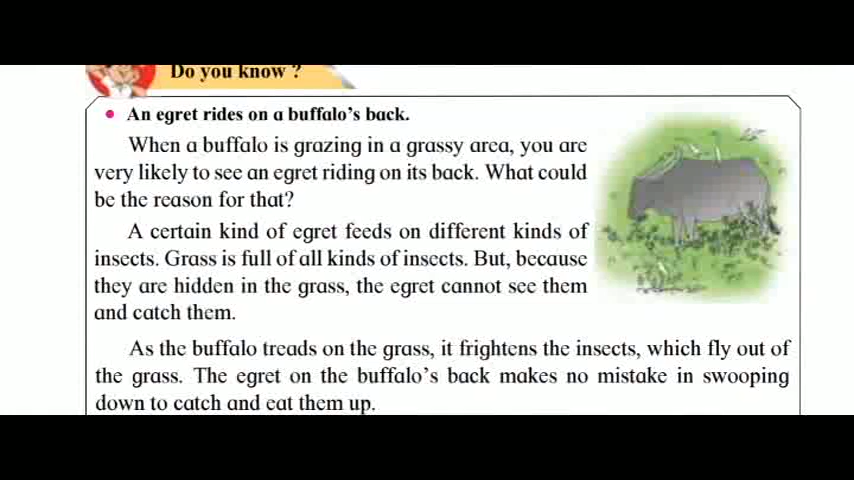 Do you know ?
• An egret rides on a buffalo's back.
When a buffalo is grazing in a grassy area, you are
very likely to see an egret riding on its back. What could
be the reason for that?
A certain kind of egret feeds on different kinds of
insects. Grass is full of all kinds of insects. But, because
they are hidden in the grass, the egret cannot see them
and catch them.
As the buffalo treads on the grass, it frightens the insects, which fly out of
the grass. The egret on the buffalo's back makes no mistake in swooping
down to catch and eat them up.